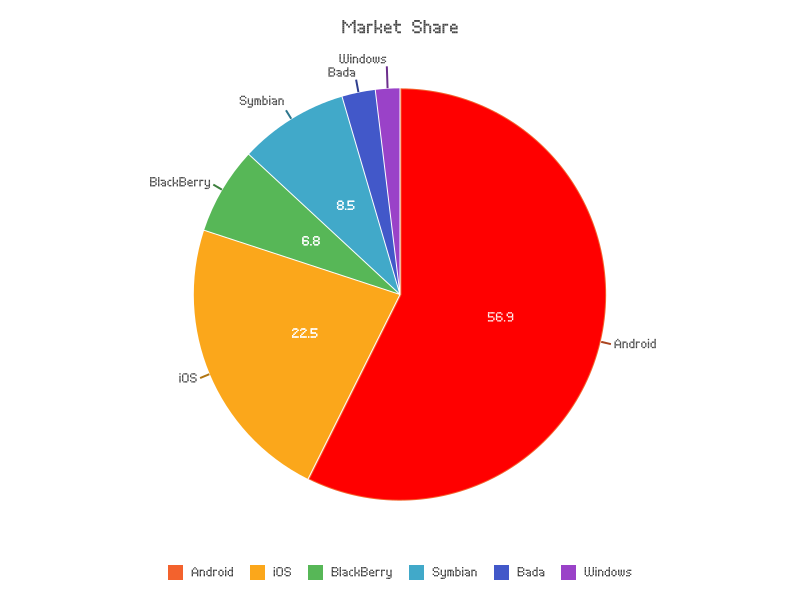 Market Share
Windows
Bada
Symbian
BlackBerry
8.5
6.8
56.9
22.5
Android
iOS
Android iOS BlackBerry Symbian Bada Windows